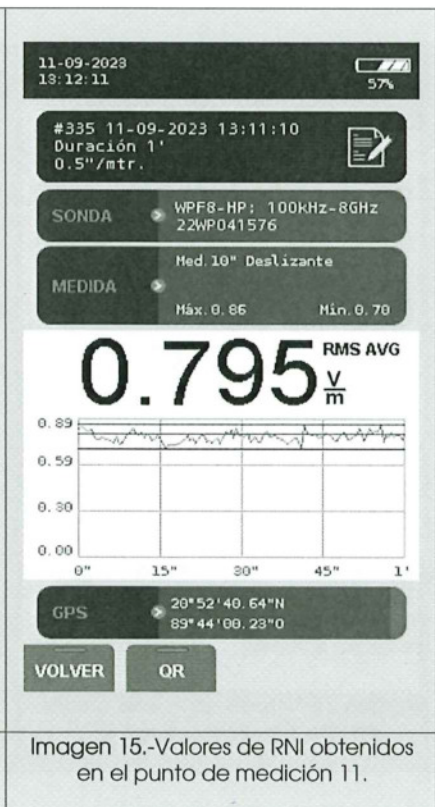 11-09-2023
13:12:11
57%
#335 11-09-2023 13:11:10
Duración 1'
0.5"/mtr.
SONDA
WPF8-HP: 100kHz-8GHz
22WP041576
MEDIDA
Med.10" Deslizante
Máx.0.86 Mín.0.70
0.795 RMS AVG
V/m
0.89
0.59
0.30
0.00
0" 15" 30" 45" 1'
GPS
20°52'40.64"N
89°44'00.23"O
VOLVER QR
Imagen 15.-Valores de RNI obtenidos
en el punto de medición 11.